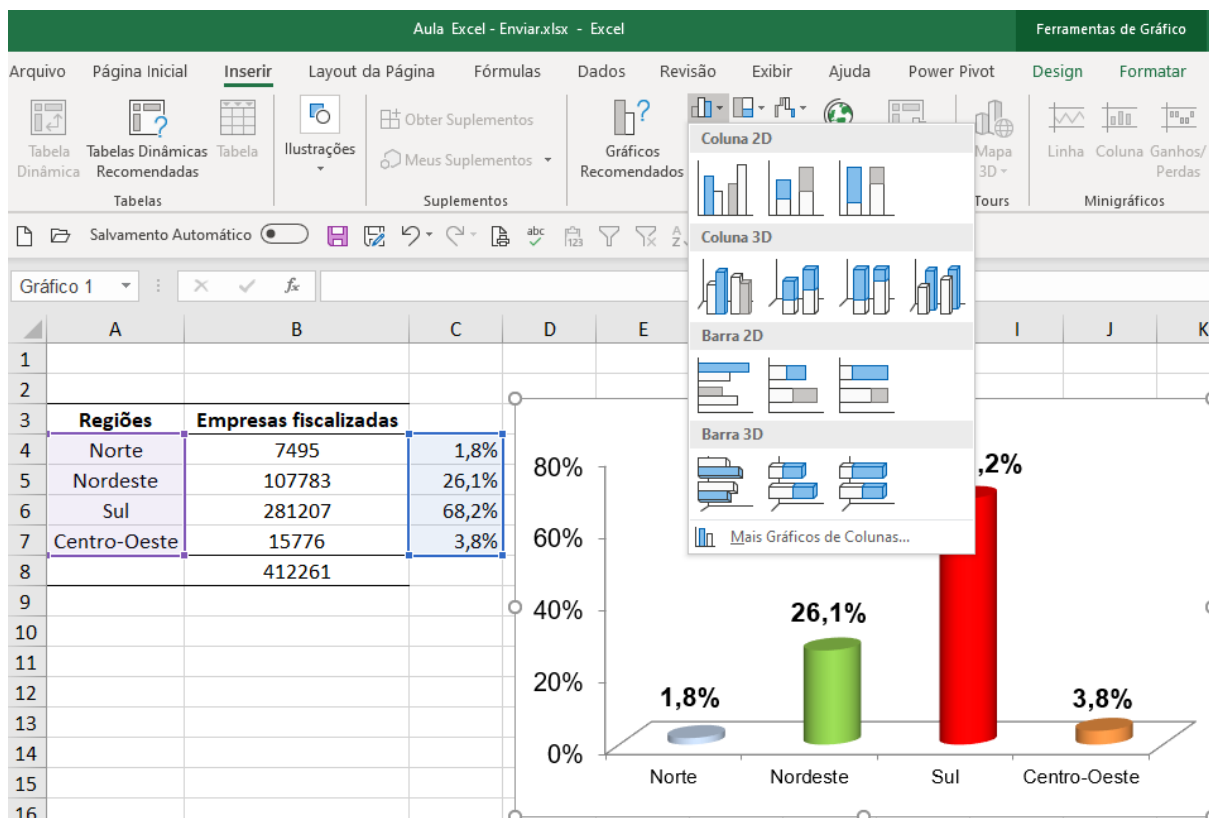 Aula Excel - Enviar.xlsx - Excel
Ferramentas de Gráfico
Arquivo Página Inicial Inserir Layout da Página Fórmulas Dados Revisão Exibir Ajuda Power Pivot Design Formatar
Tabela Dinâmica
Tabelas Dinâmicas Recomendadas
Tabela
Tabelas
Ilustrações
Obter Suplementos
Meus Suplementos
Suplementos
Gráficos Recomendados
Mapa 3D
Tours
Linha Coluna Ganhos/ Perdas
Minigráficos
Salvamento Automático
abc
123
A
Z
Gráfico 1
fx
Coluna 2D
Coluna 3D
Barra 2D
Barra 3D
Mais Gráficos de Colunas...
A B C D E I J K
1
2
3 Regiões Empresas fiscalizadas
4 Norte 7495 1,8%
5 Nordeste 107783 26,1%
6 Sul 281207 68,2%
7 Centro-Oeste 15776 3,8%
8 412261
9
10
11
12
13
14
15
16
80%
60%
40%
20%
0%
1,8%
26,1%
,2%
3,8%
Norte Nordeste Sul Centro-Oeste